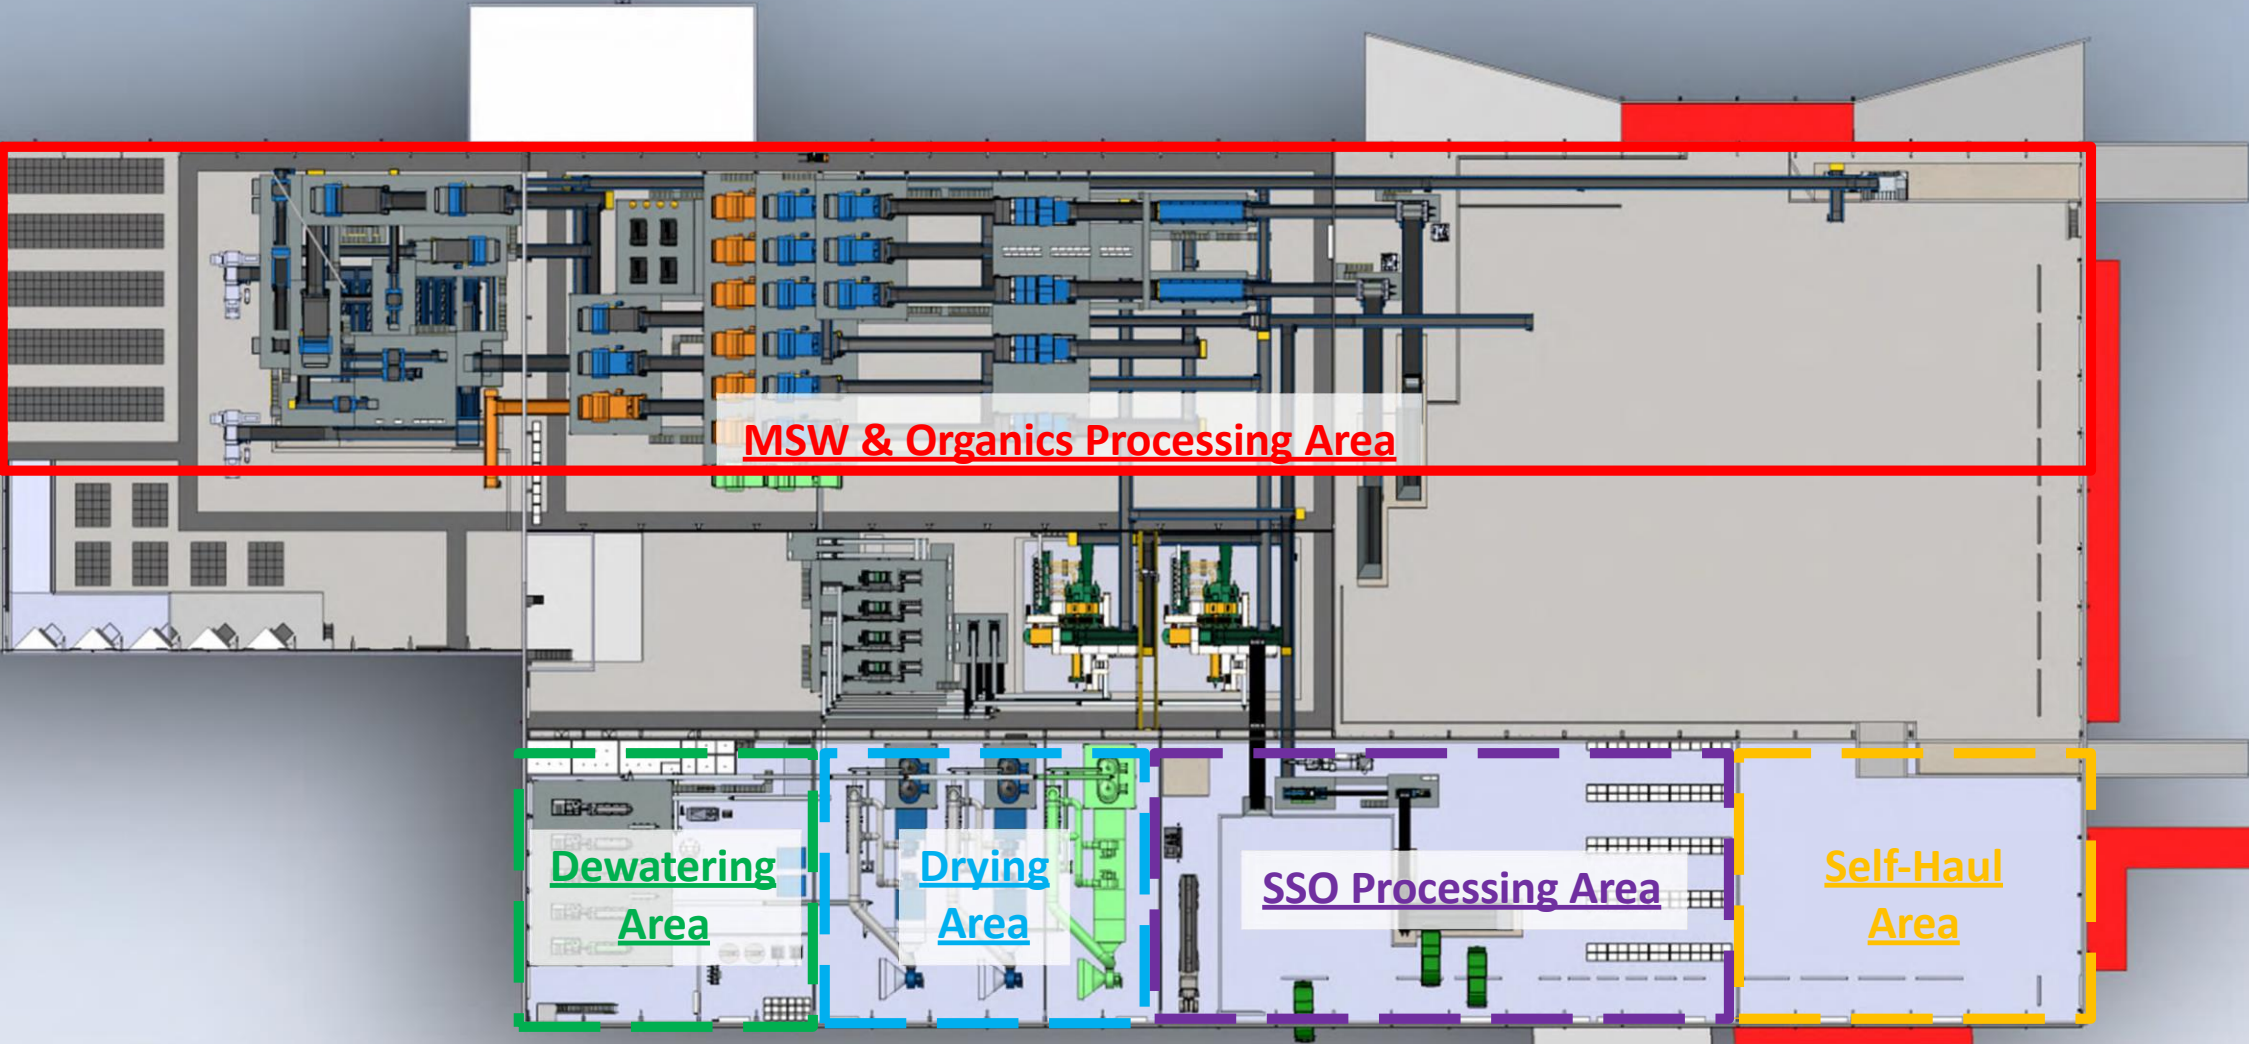 MSW & Organics Processing Area
Dewatering
Area
Drying
Area
SSO Processing Area
Self-Haul
Area